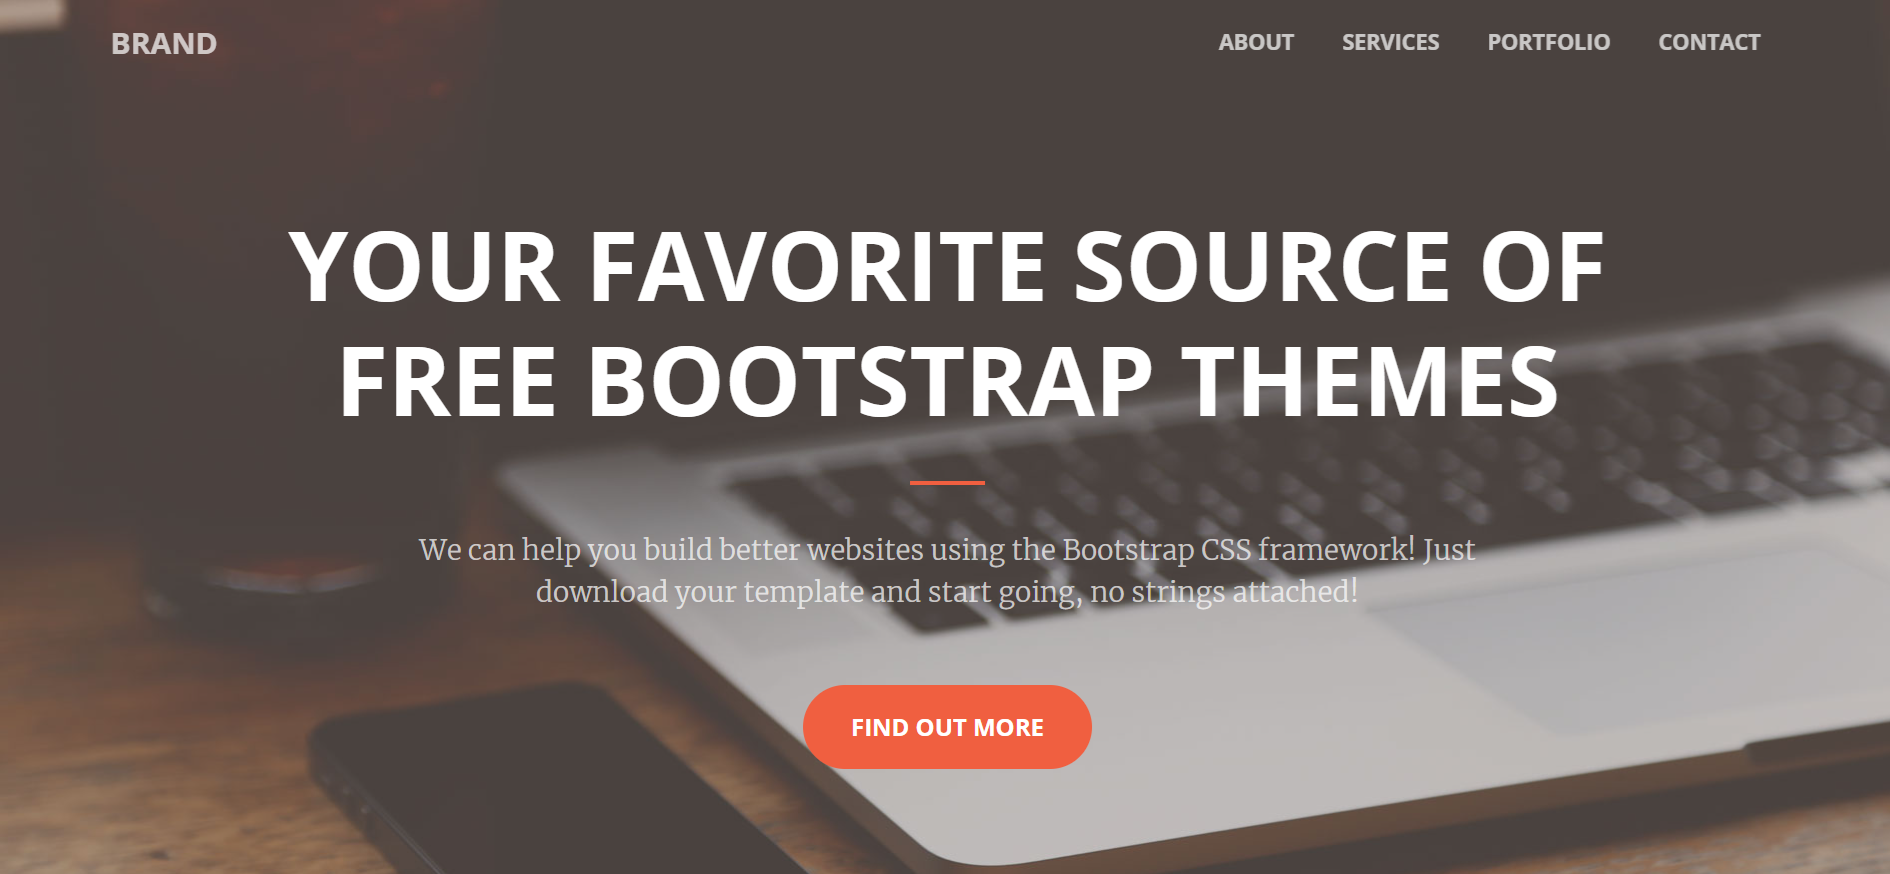 BRAND
ABOUT SERVICES PORTFOLIO CONTACT
YOUR FAVORITE SOURCE OF
FREE BOOTSTRAP THEMES
We can help you build better websites using the Bootstrap CSS framework! Just
download your template and start going, no strings attached!
FIND OUT MORE